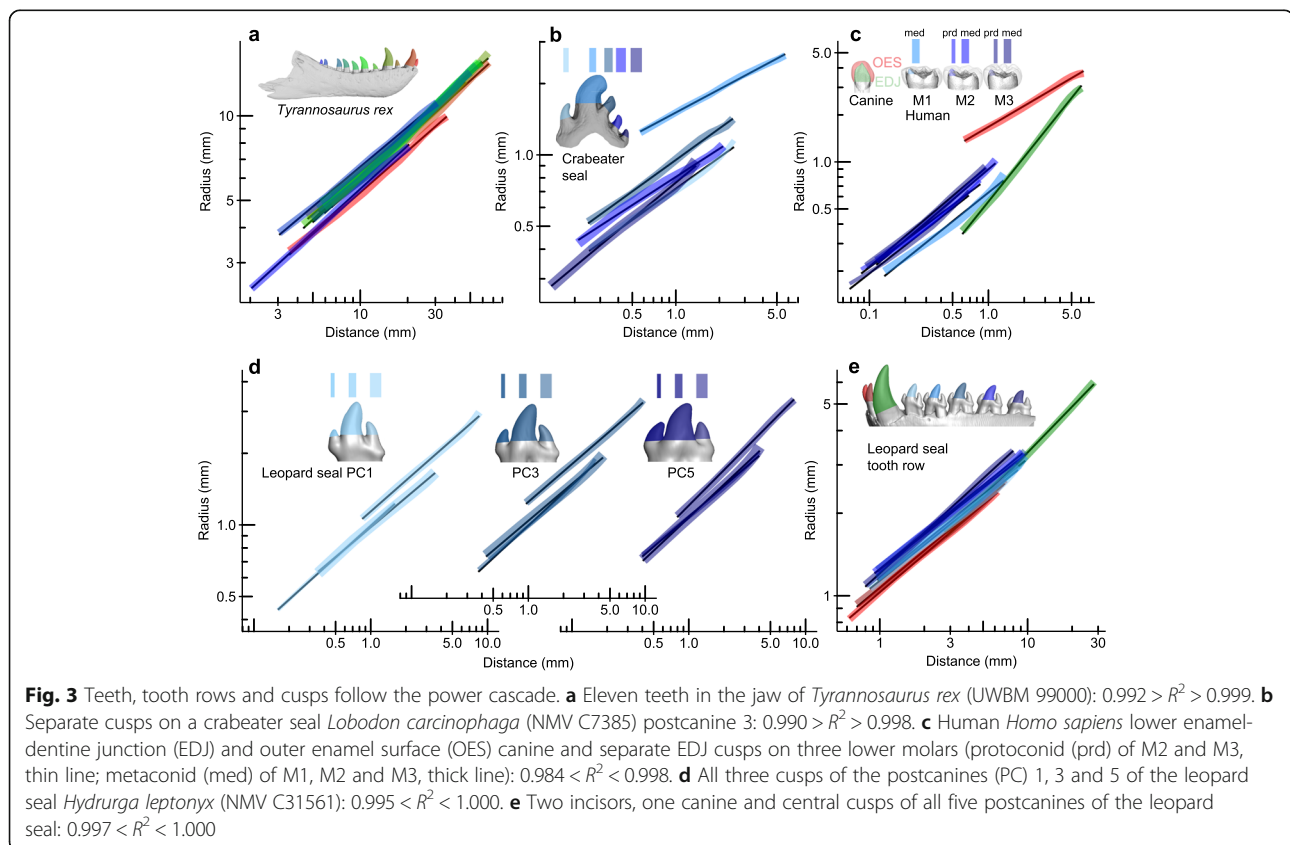 a
Tyrannosaurus rex
10
5
3
Radius (mm)
3 10 30
Distance (mm)
b
Crabeater
seal
1.0
0.5
Radius (mm)
0.5 1.0 5.0
Distance (mm)
c
med prd med prd med
OES
EDJ
Canine M1 M2 M3
Human
5.0
1.0
0.5
Radius (mm)
0.1 0.5 1.0 5.0
Distance (mm)
d
Leopard seal PC1
PC3
PC5
1.0
0.5
Radius (mm)
0.5 1.0 5.0 10.0
0.5 1.0 5.0 10.0
0.5 1.0 5.0 10.0
Distance (mm)
e
Leopard seal
tooth row
5
1
Radius (mm)
1 3 10 30
Distance (mm)
Fig. 3 Teeth, tooth rows and cusps follow the power cascade. a Eleven teeth in the jaw of Tyrannosaurus rex (UWBM 99000): 0.992 > R² > 0.999. b
Separate cusps on a crabeater seal Lobodon carcinophaga (NMV C7385) postcanine 3: 0.990 > R² > 0.998. c Human Homo sapiens lower enamel-
dentine junction (EDJ) and outer enamel surface (OES) canine and separate EDJ cusps on three lower molars (protoconid (prd) of M2 and M3,
thin line; metaconid (med) of M1, M2 and M3, thick line): 0.984 < R² < 0.998. d All three cusps of the postcanines (PC) 1, 3 and 5 of the leopard
seal Hydrurga leptonyx (NMV C31561): 0.995 < R² < 1.000. e Two incisors, one canine and central cusps of all five postcanines of the leopard
seal: 0.997 < R² < 1.000